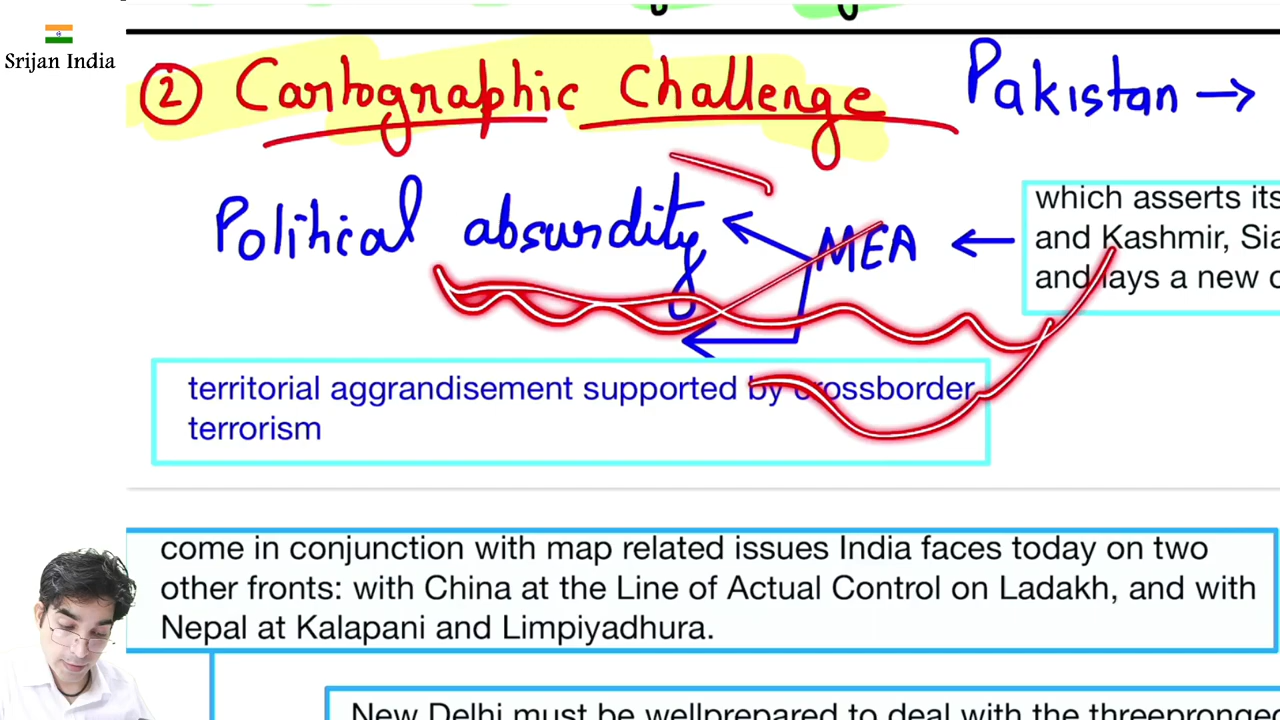 Srijan India
② Cartographic Challenge
Pakistan →
Political absurdity
MEA ←
which asserts its
and Kashmir, Sia
and lays a new c
territorial aggrandisement supported by crossborder
terrorism
come in conjunction with map related issues India faces today on two
other fronts: with China at the Line of Actual Control on Ladakh, and with
Nepal at Kalapani and Limpiyadhura.
New Delhi must be wellprepared to deal with the threepronged